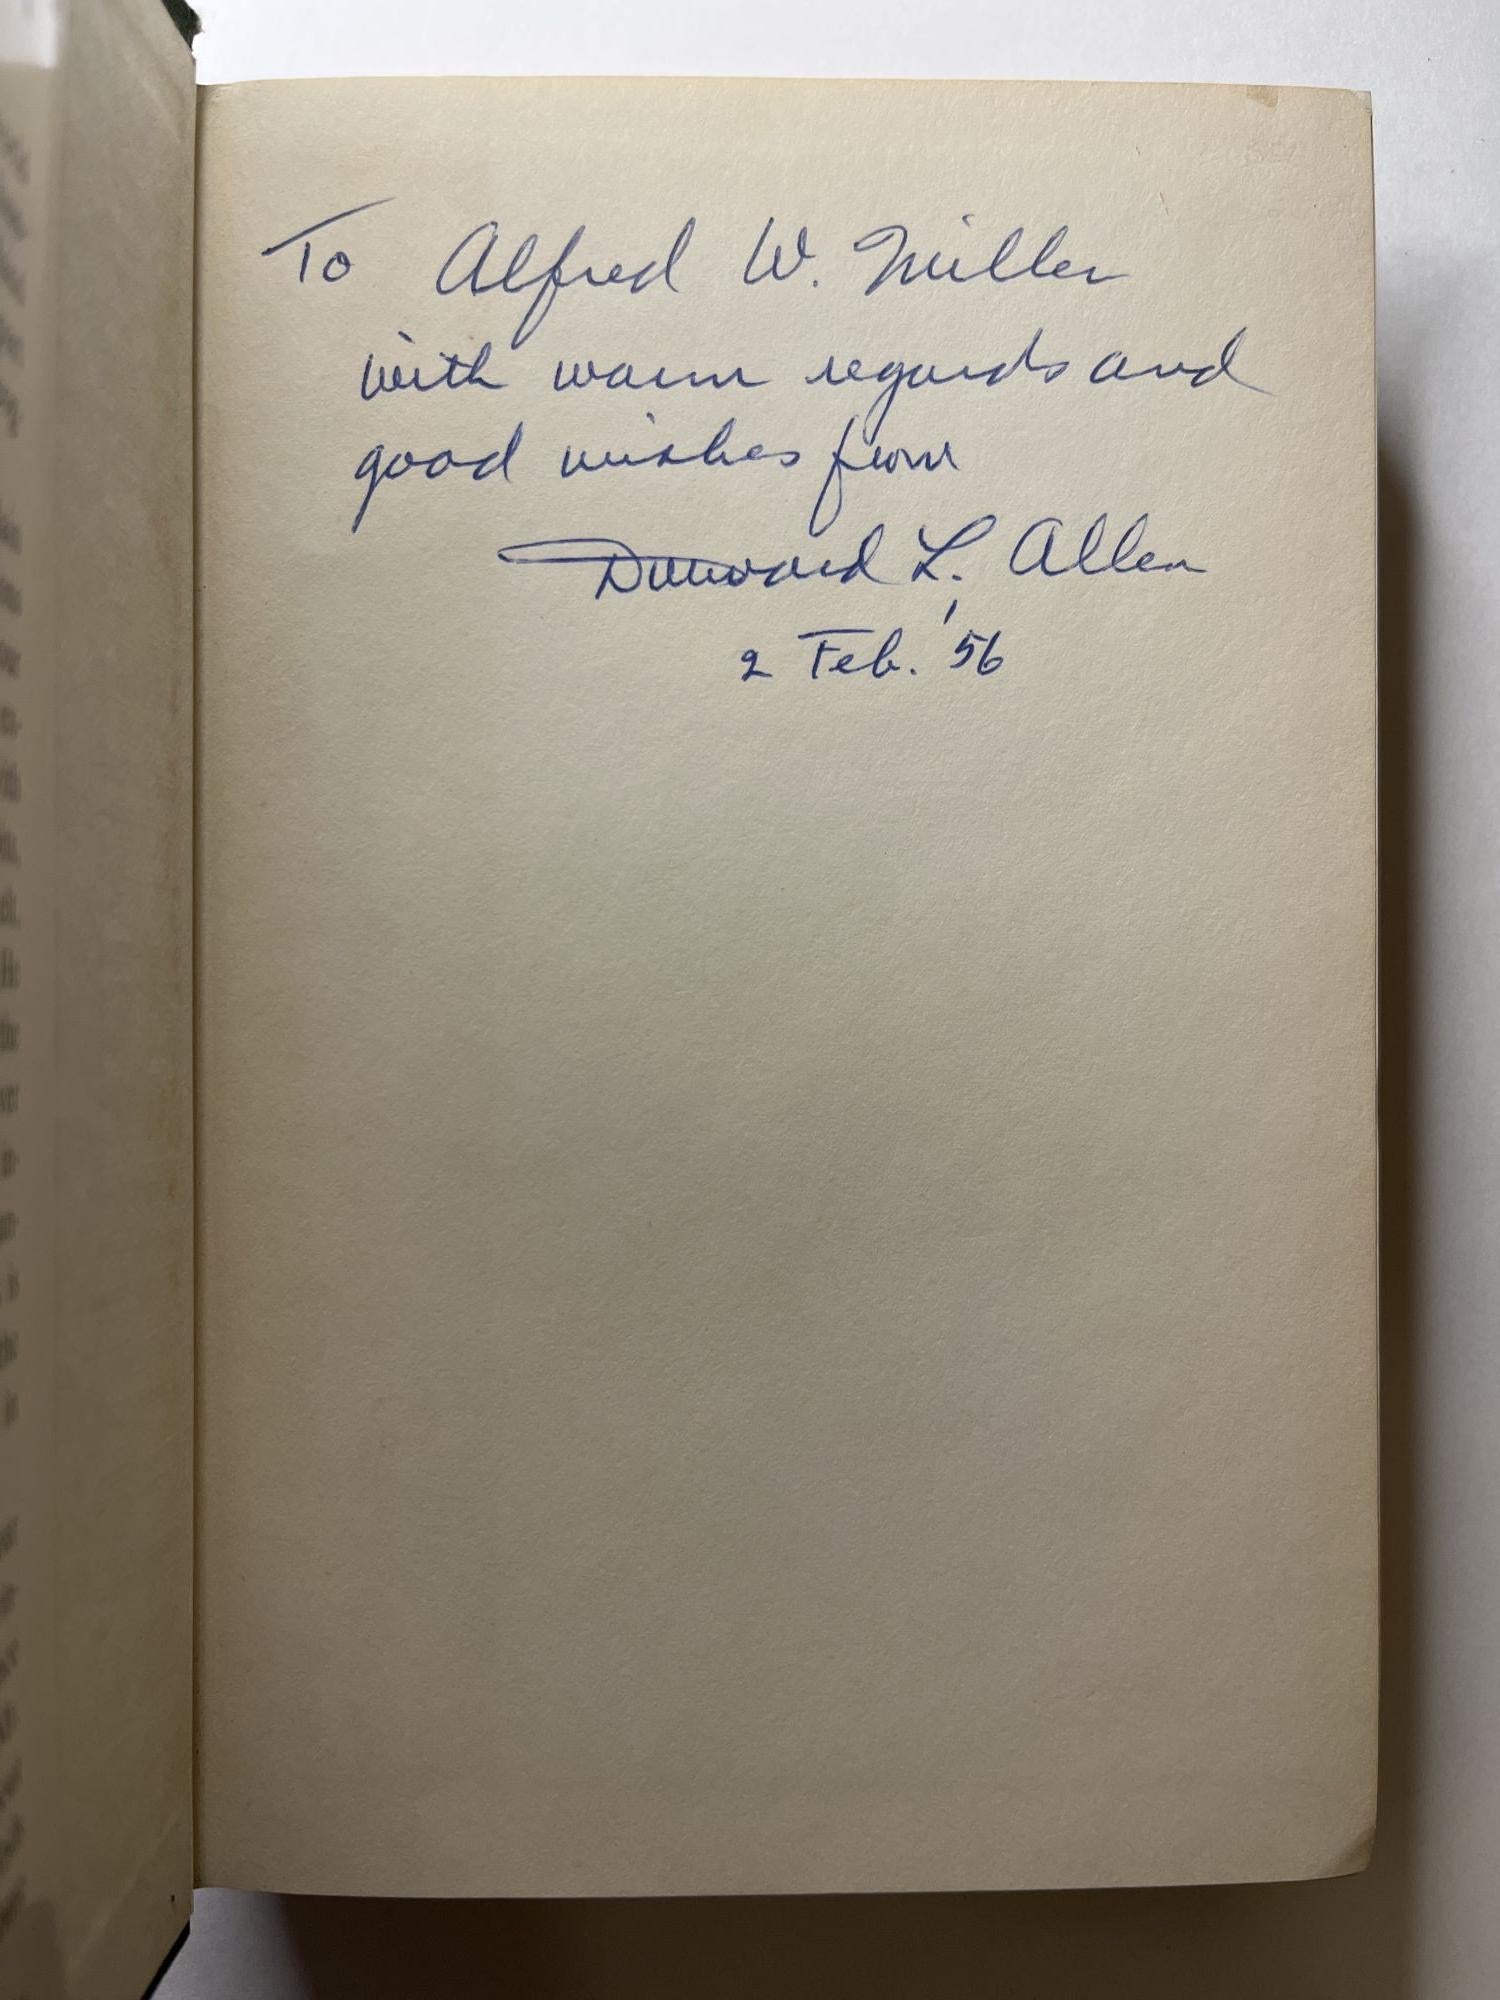 To Alfred W. Miller
with warm regards and
good wishes from
Durward L. Allen
2 Feb. '56